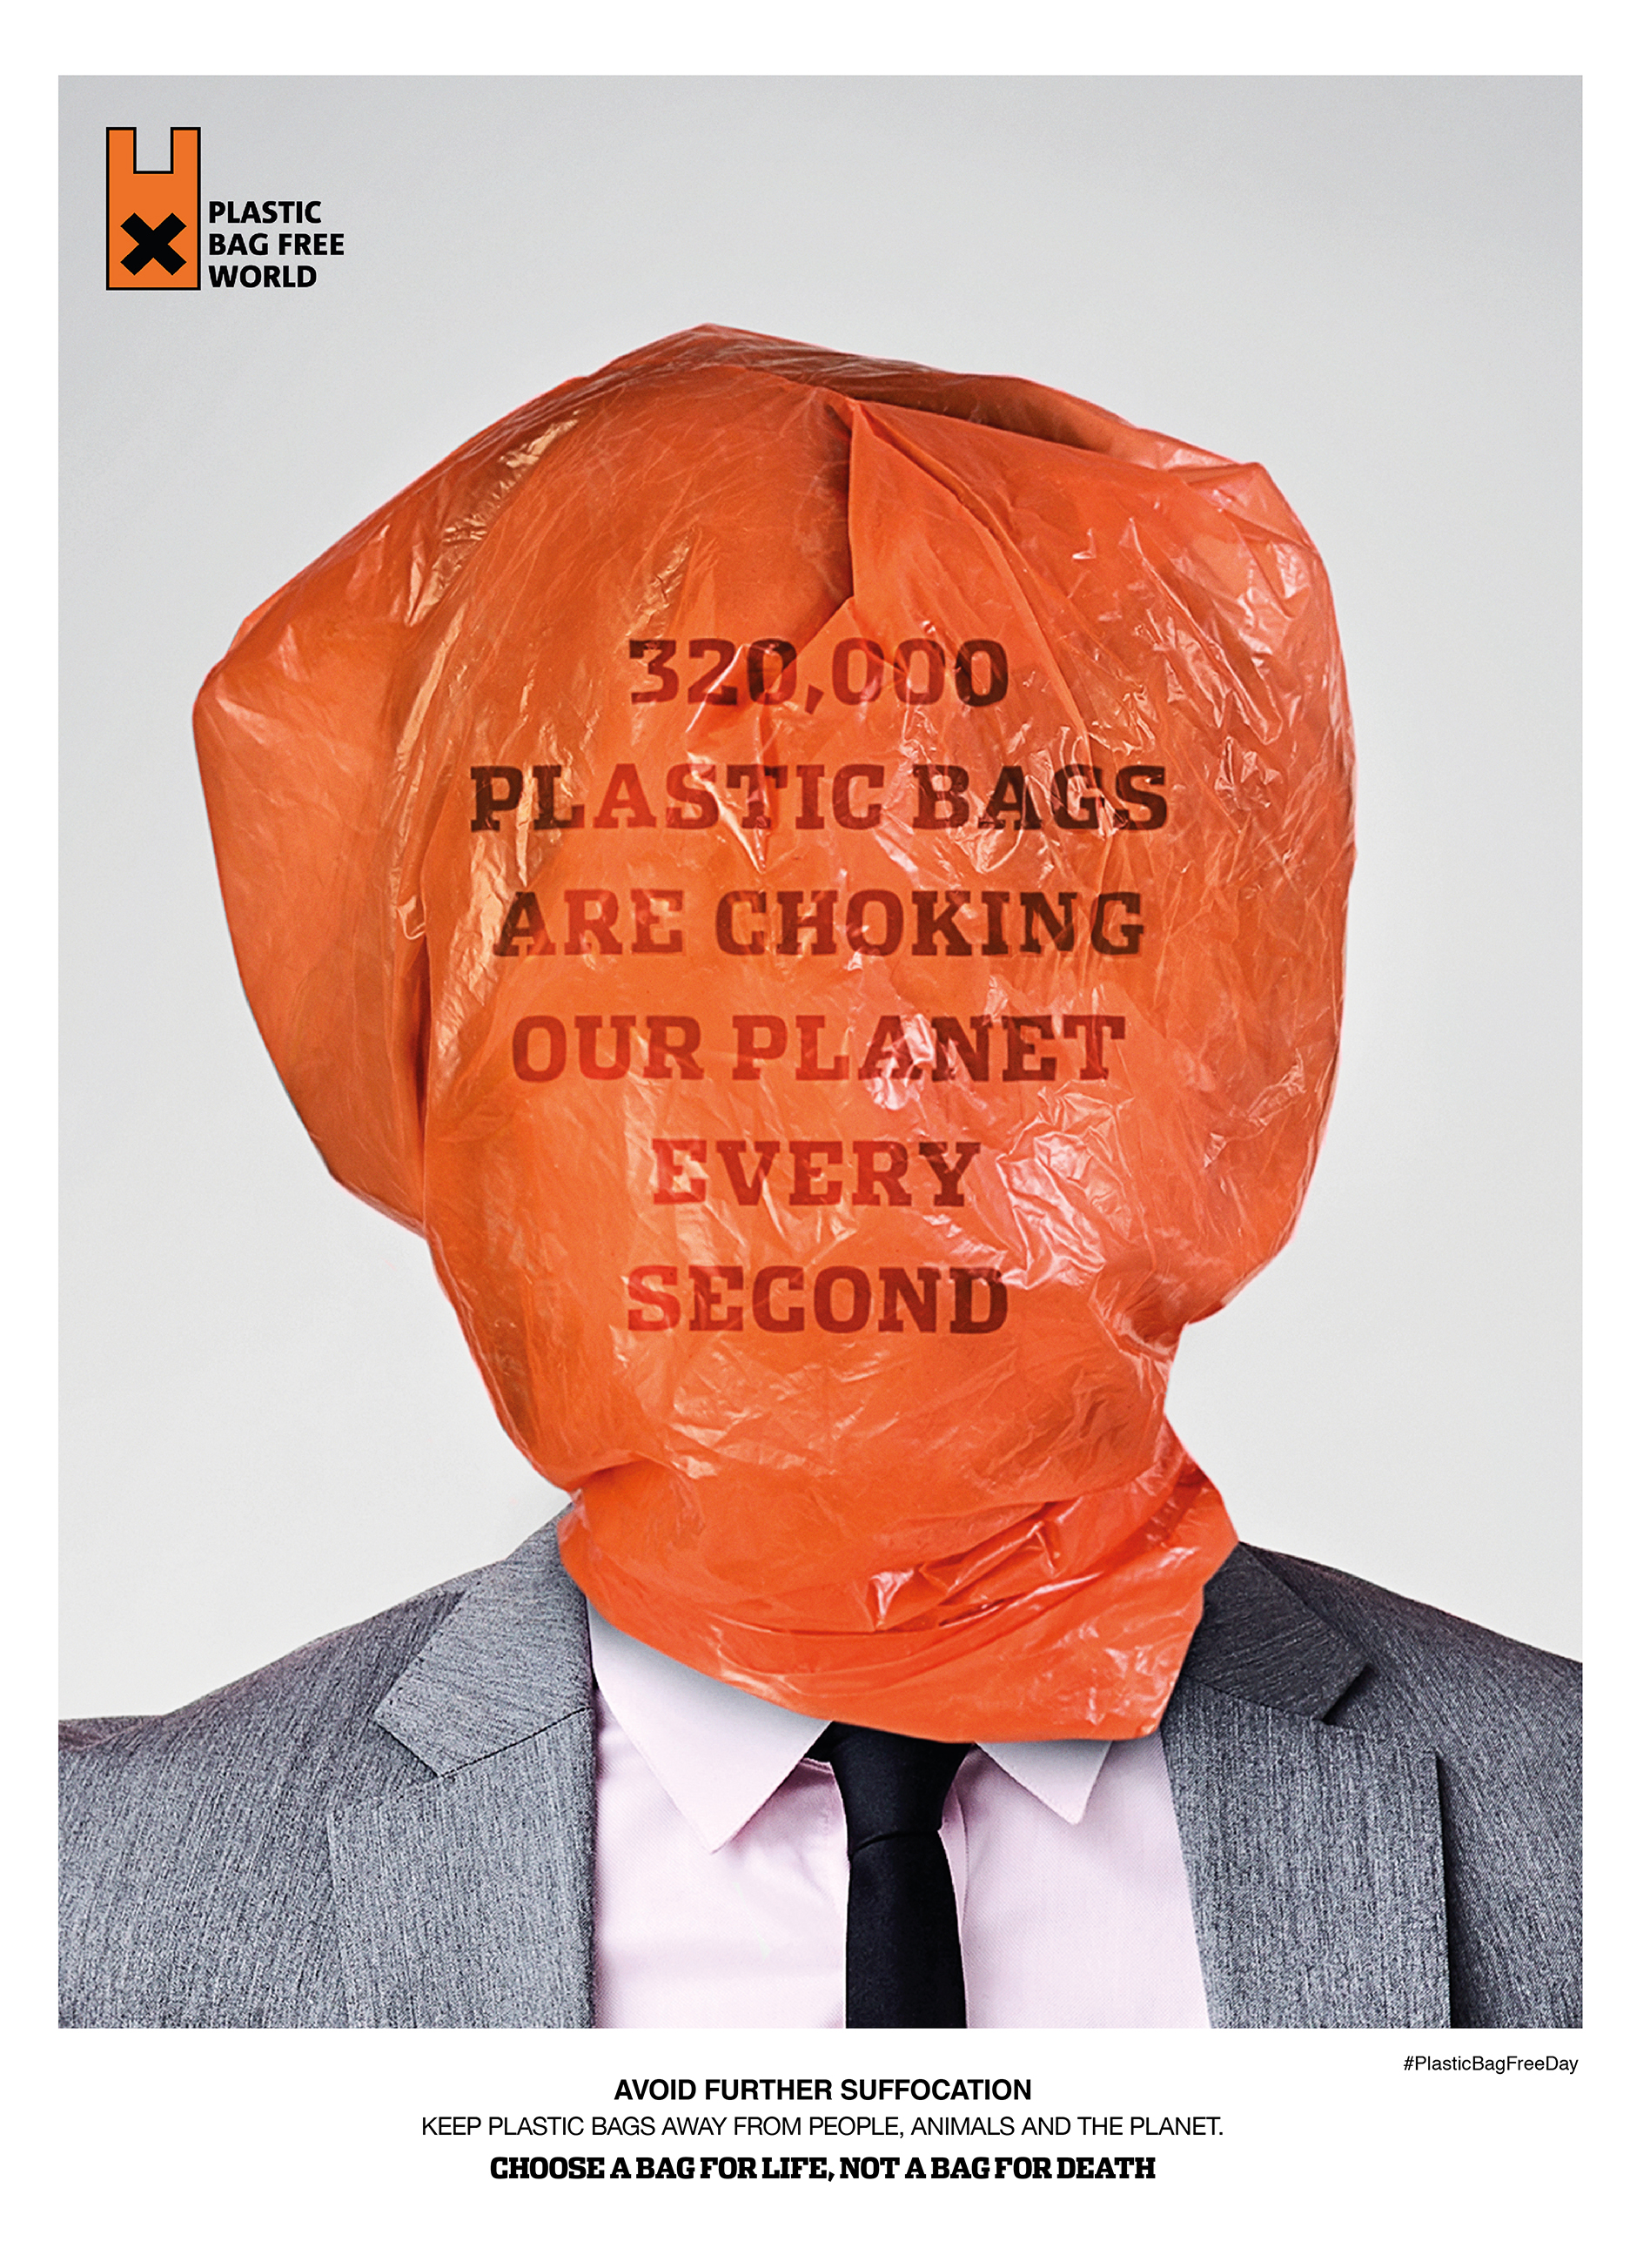 PLASTIC
BAG FREE
WORLD
320,000
PLASTIC BAGS
ARE CHOKING
OUR PLANET
EVERY
SECOND
#PlasticBagFreeDay
AVOID FURTHER SUFFOCATION
KEEP PLASTIC BAGS AWAY FROM PEOPLE, ANIMALS AND THE PLANET.
CHOOSE A BAG FOR LIFE, NOT A BAG FOR DEATH